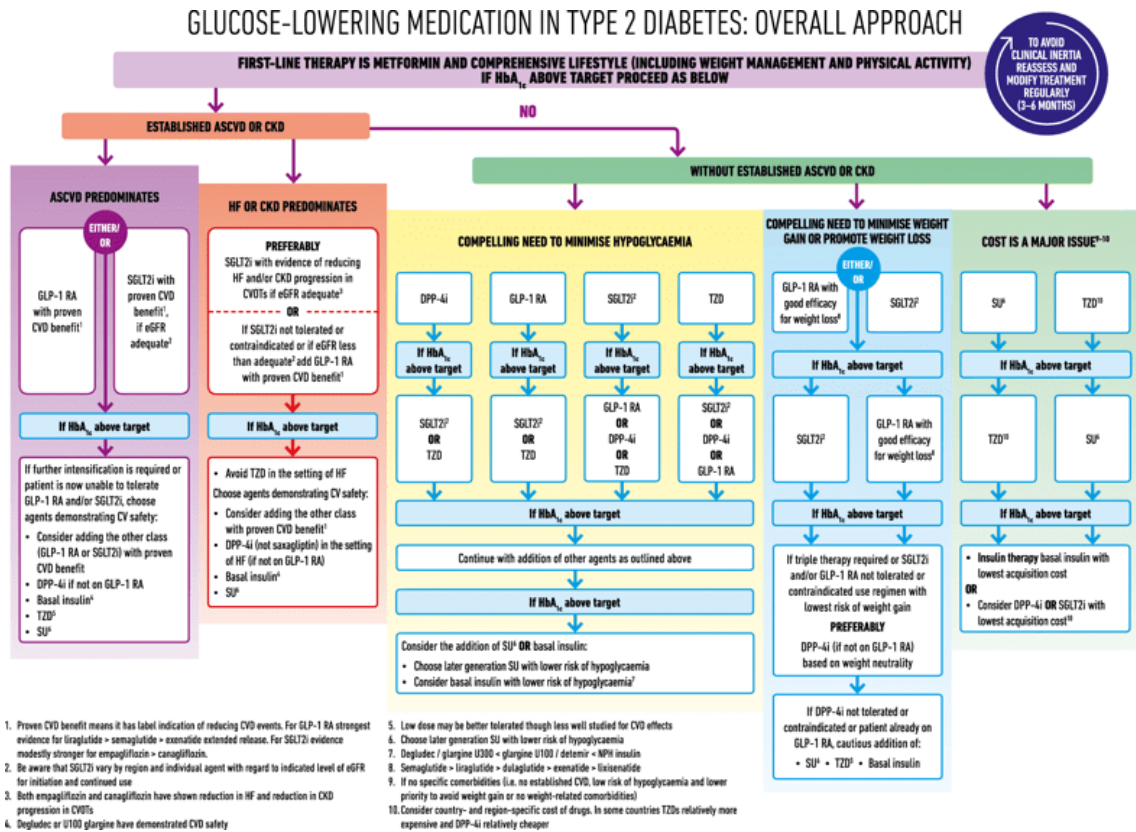 GLUCOSE-LOWERING MEDICATION IN TYPE 2 DIABETES: OVERALL APPROACH
TO AVOID
CLINICAL INERTIA
REASSESS AND
MODIFY TREATMENT
REGULARLY
(3–6 MONTHS)
FIRST-LINE THERAPY IS METFORMIN AND COMPREHENSIVE LIFESTYLE (INCLUDING WEIGHT MANAGEMENT AND PHYSICAL ACTIVITY)
IF HbA1c ABOVE TARGET PROCEED AS BELOW
NO
ESTABLISHED ASCVD OR CKD
WITHOUT ESTABLISHED ASCVD OR CKD
ASCVD PREDOMINATES
EITHER/
OR
GLP-1 RA
with proven
CVD benefit1
SGLT2i with
proven CVD
benefit1,
if eGFR
adequate2
If HbA1c above target
If further intensification is required or
patient is now unable to tolerate
GLP-1 RA and/or SGLT2i, choose
agents demonstrating CV safety:
• Consider adding the other class
(GLP-1 RA or SGLT2i) with proven
CVD benefit
• DPP-4i if not on GLP-1 RA
• Basal insulin4
• TZD5
• SU6
HF OR CKD PREDOMINATES
PREFERABLY
SGLT2i with evidence of reducing
HF and/or CKD progression in
CVOTs if eGFR adequate3
OR
If SGLT2i not tolerated or
contraindicated or if eGFR less
than adequate2 add GLP-1 RA
with proven CVD benefit1
If HbA1c above target
• Avoid TZD in the setting of HF
Choose agents demonstrating CV safety:
• Consider adding the other class
with proven CVD benefit1
• DPP-4i (not saxagliptin) in the setting
of HF (if not on GLP-1 RA)
• Basal insulin4
• SU6
COMPELLING NEED TO MINIMISE HYPOGLYCAEMIA
DPP-4i
GLP-1 RA
SGLT2i2
TZD
If HbA1c
above target
If HbA1c
above target
If HbA1c
above target
If HbA1c
above target
SGLT2i2
OR
TZD
SGLT2i2
OR
TZD
GLP-1 RA
OR
DPP-4i
OR
TZD
SGLT2i2
OR
DPP-4i
OR
GLP-1 RA
If HbA1c above target
Continue with addition of other agents as outlined above
If HbA1c above target
Consider the addition of SU6 OR basal insulin:
• Choose later generation SU with lower risk of hypoglycaemia
• Consider basal insulin with lower risk of hypoglycaemia7
COMPELLING NEED TO MINIMISE WEIGHT
GAIN OR PROMOTE WEIGHT LOSS
EITHER/
OR
GLP-1 RA with
good efficacy
for weight loss8
SGLT2i2
If HbA1c above target
SGLT2i2
GLP-1 RA with
good efficacy
for weight loss8
If HbA1c above target
If triple therapy required or SGLT2i
and/or GLP-1 RA not tolerated or
contraindicated use regimen with
lowest risk of weight gain
PREFERABLY
DPP-4i (if not on GLP-1 RA)
based on weight neutrality
If DPP-4i not tolerated or
contraindicated or patient already on
GLP-1 RA, cautious addition of:
• SU6 • TZD5 • Basal insulin
COST IS A MAJOR ISSUE9-10
SU6
TZD10
If HbA1c above target
TZD10
SU6
If HbA1c above target
• Insulin therapy basal insulin with
lowest acquisition cost
OR
• Consider DPP-4i OR SGLT2i with
lowest acquisition cost10
1. Proven CVD benefit means it has label indication of reducing CVD events. For GLP-1 RA strongest
evidence for liraglutide > semaglutide > exenatide extended release. For SGLT2i evidence
modestly stronger for empagliflozin > canagliflozin.
2. Be aware that SGLT2i vary by region and individual agent with regard to indicated level of eGFR
for initiation and continued use
3. Both empagliflozin and canagliflozin have shown reduction in HF and reduction in CKD
progression in CVOTs
4. Degludec or U100 glargine have demonstrated CVD safety
5. Low dose may be better tolerated though less well studied for CVD effects
6. Choose later generation SU with lower risk of hypoglycaemia
7. Degludec / glargine U300 < glargine U100 / detemir < NPH insulin
8. Semaglutide > liraglutide > dulaglutide > exenatide > lixisenatide
9. If no specific comorbidities (i.e. no established CVD, low risk of hypoglycaemia and lower
priority to avoid weight gain or no weight-related comorbidities)
10. Consider country- and region-specific cost of drugs. In some countries TZDs relatively more
expensive and DPP-4i relatively cheaper